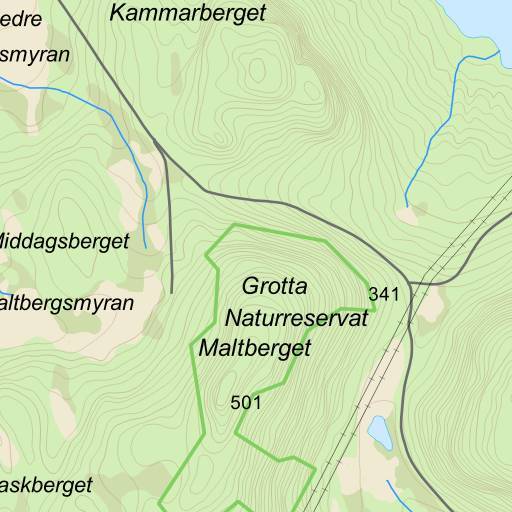 Kammarberget
edre
smyran
Middagsberget
altbergsmyran
Grotta
341
Naturreservat
Maltberget
501
askberget